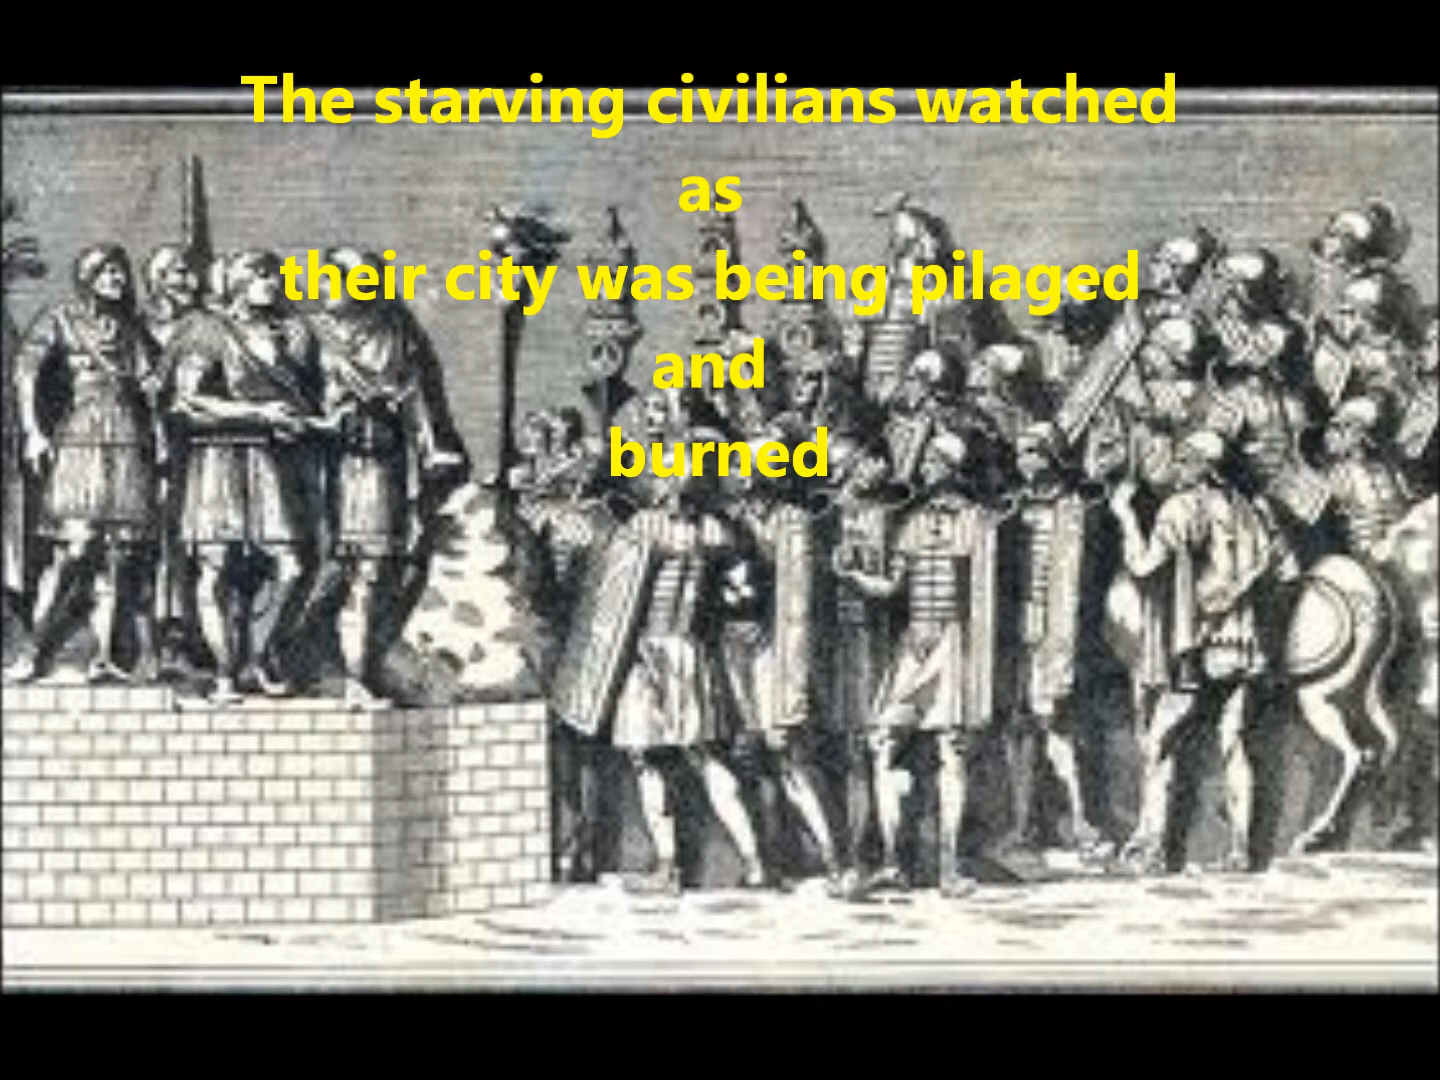 The starving civilians watched
as
their city was being pilaged
and
burned